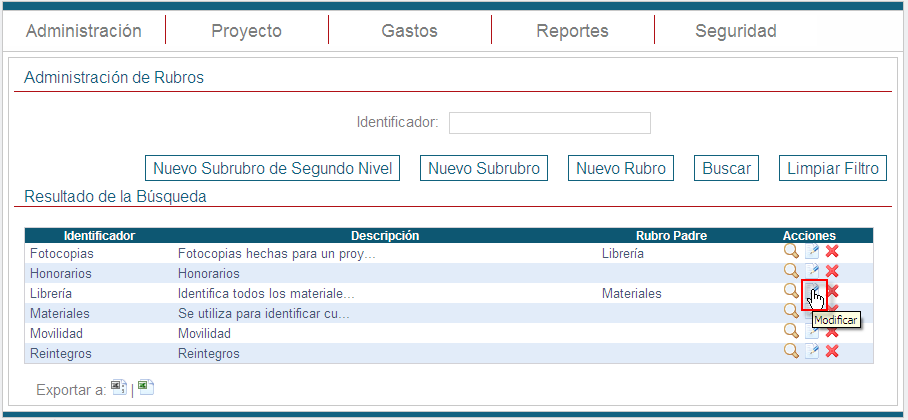 Administración Proyecto Gastos Reportes Seguridad
Administración de Rubros
Identificador:
Nuevo Subrubro de Segundo Nivel Nuevo Subrubro Nuevo Rubro Buscar Limpiar Filtro
Resultado de la Búsqueda
Identificador Descripción Rubro Padre Acciones
Fotocopias Fotocopias hechas para un proy... Librería
Honorarios Honorarios
Librería Identifica todos los materiale... Materiales
Materiales Se utiliza para identificar cu...
Modificar
Movilidad Movilidad
Reintegros Reintegros
Exportar a: |